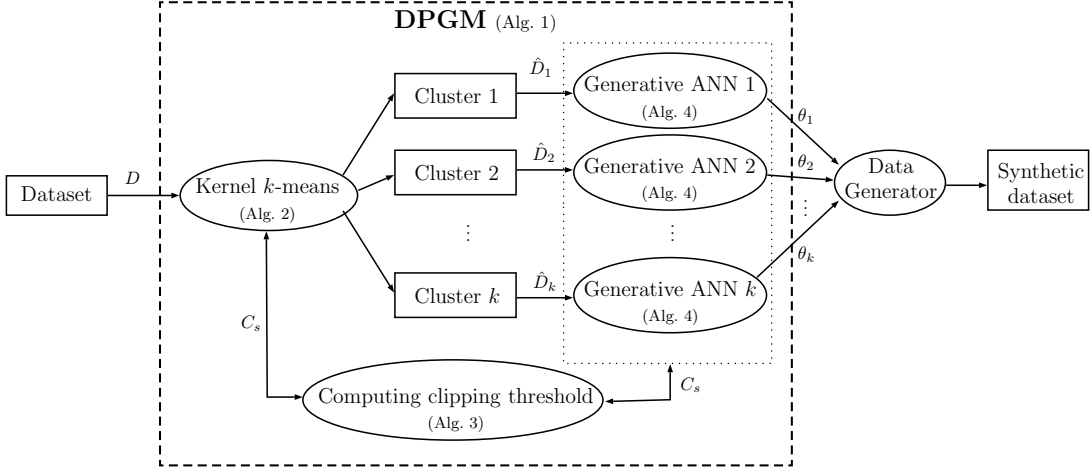 DPGM (Alg. 1)
Dataset
D
Kernel k-means
(Alg. 2)
Cluster 1
Cluster 2
⋮
Cluster k
D̂₁
D̂₂
D̂ₖ
Generative ANN 1
(Alg. 4)
Generative ANN 2
(Alg. 4)
⋮
Generative ANN k
(Alg. 4)
θ₁
θ₂
⋮
θₖ
Data
Generator
Synthetic
dataset
Cₛ
Computing clipping threshold
(Alg. 3)
Cₛ